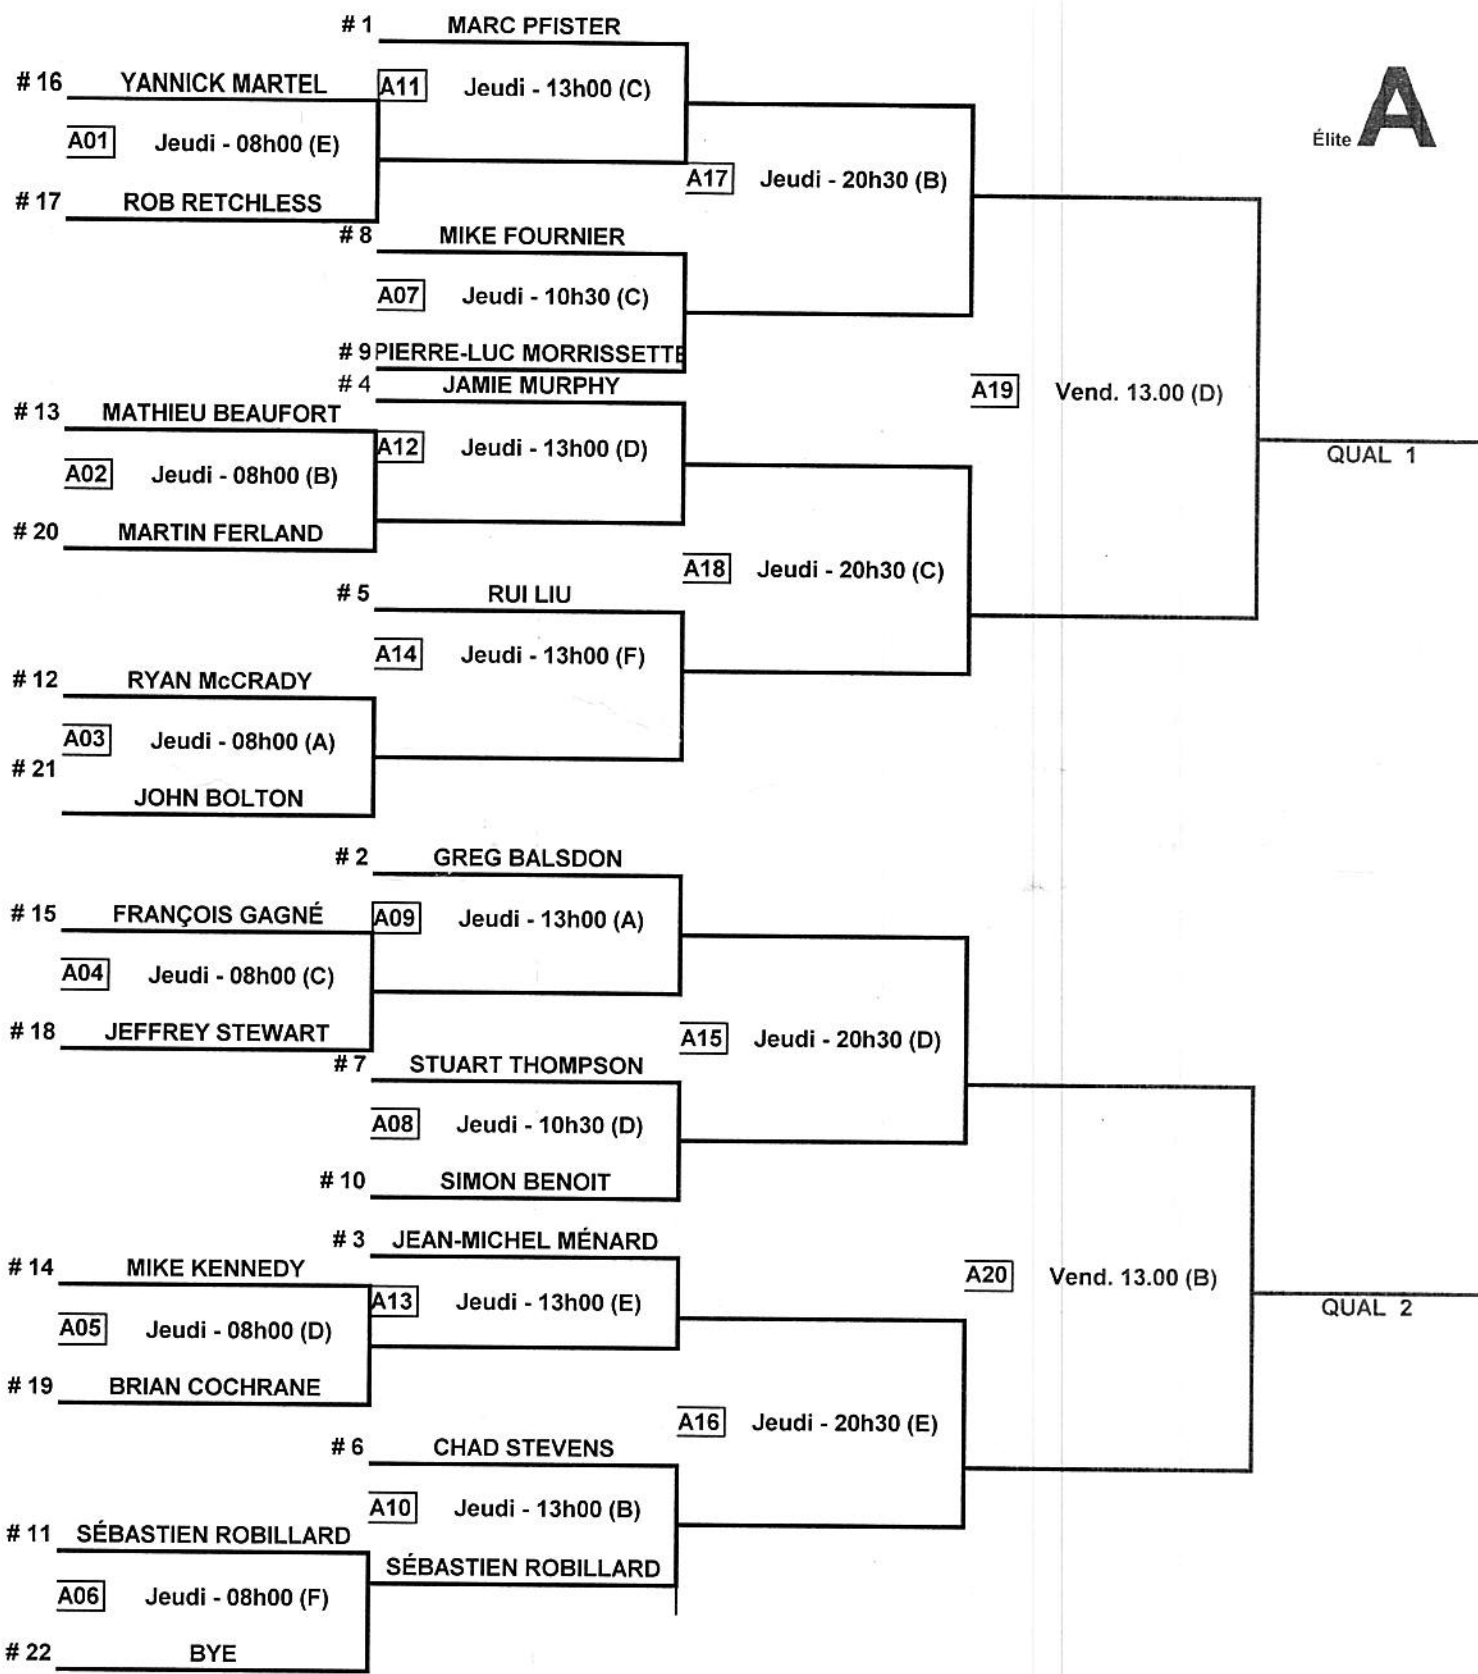 # 1 MARC PFISTER
# 16 YANNICK MARTEL
A11 Jeudi - 13h00 (C)
A01 Jeudi - 08h00 (E)
Élite A
A17 Jeudi - 20h30 (B)
# 17 ROB RETCHLESS
# 8 MIKE FOURNIER
A07 Jeudi - 10h30 (C)
# 9 PIERRE-LUC MORRISSETTE
# 4 JAMIE MURPHY
A19 Vend. 13.00 (D)
# 13 MATHIEU BEAUFORT
A12 Jeudi - 13h00 (D)
QUAL 1
A02 Jeudi - 08h00 (B)
# 20 MARTIN FERLAND
A18 Jeudi - 20h30 (C)
# 5 RUI LIU
A14 Jeudi - 13h00 (F)
# 12 RYAN McCRADY
A03 Jeudi - 08h00 (A)
# 21
JOHN BOLTON
# 2 GREG BALSDON
# 15 FRANÇOIS GAGNÉ
A09 Jeudi - 13h00 (A)
A04 Jeudi - 08h00 (C)
# 18 JEFFREY STEWART
A15 Jeudi - 20h30 (D)
# 7 STUART THOMPSON
A08 Jeudi - 10h30 (D)
# 10 SIMON BENOIT
# 3 JEAN-MICHEL MÉNARD
# 14 MIKE KENNEDY
A20 Vend. 13.00 (B)
A13 Jeudi - 13h00 (E)
QUAL 2
A05 Jeudi - 08h00 (D)
# 19 BRIAN COCHRANE
A16 Jeudi - 20h30 (E)
# 6 CHAD STEVENS
A10 Jeudi - 13h00 (B)
# 11 SÉBASTIEN ROBILLARD
SÉBASTIEN ROBILLARD
A06 Jeudi - 08h00 (F)
# 22 BYE